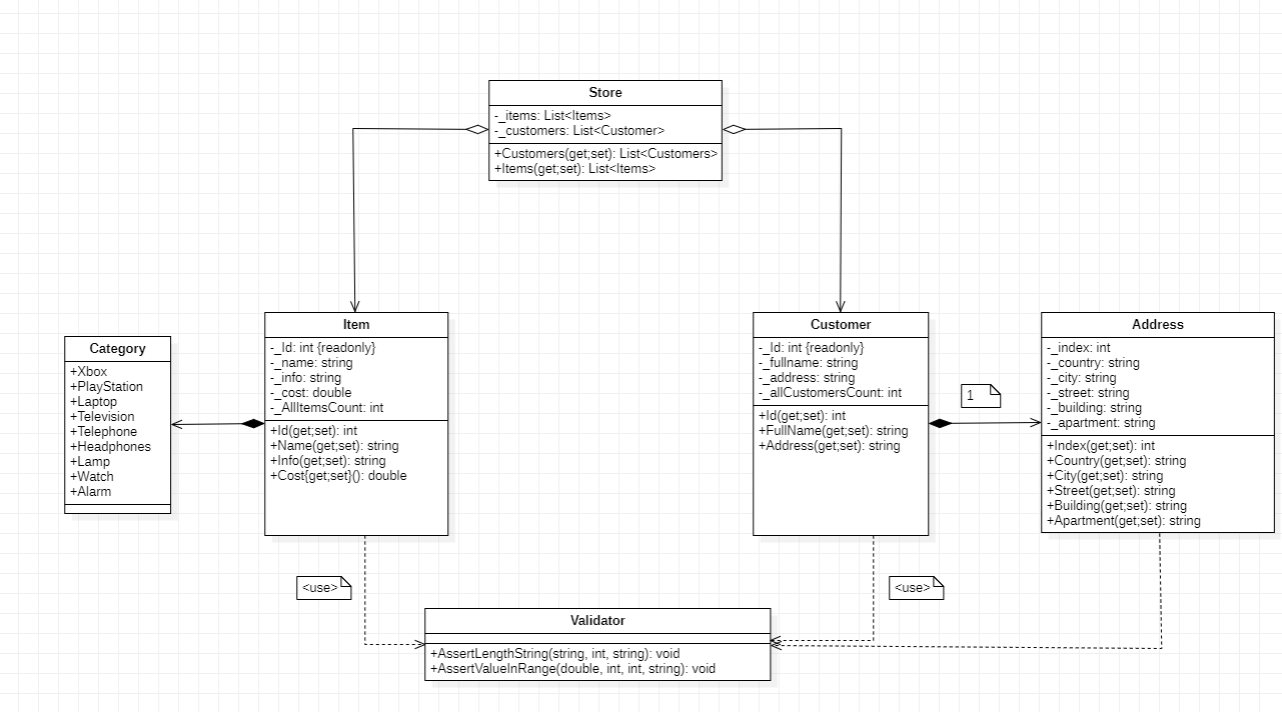 Store
-_items: List<Items>
-_customers: List<Customer>
+Customers(get;set): List<Customers>
+Items(get;set): List<Items>
Category
+Xbox
+PlayStation
+Laptop
+Television
+Telephone
+Headphones
+Lamp
+Watch
+Alarm
Item
-_Id: int {readonly}
-_name: string
-_info: string
-_cost: double
-_AllItemsCount: int
+Id(get;set): int
+Name(get;set): string
+Info(get;set): string
+Cost{get;set}(): double
Customer
-_Id: int {readonly}
-_fullname: string
-_address: string
-_allCustomersCount: int
+Id(get;set): int
+FullName(get;set): string
+Address(get;set): string
1
Address
-_index: int
-_country: string
-_city: string
-_street: string
-_building: string
-_apartment: string
+Index(get;set): int
+Country(get;set): string
+City(get;set): string
+Street(get;set): string
+Building(get;set): string
+Apartment(get;set): string
<use>
<use>
Validator
+AssertLengthString(string, int, string): void
+AssertValueInRange(double, int, int, string): void